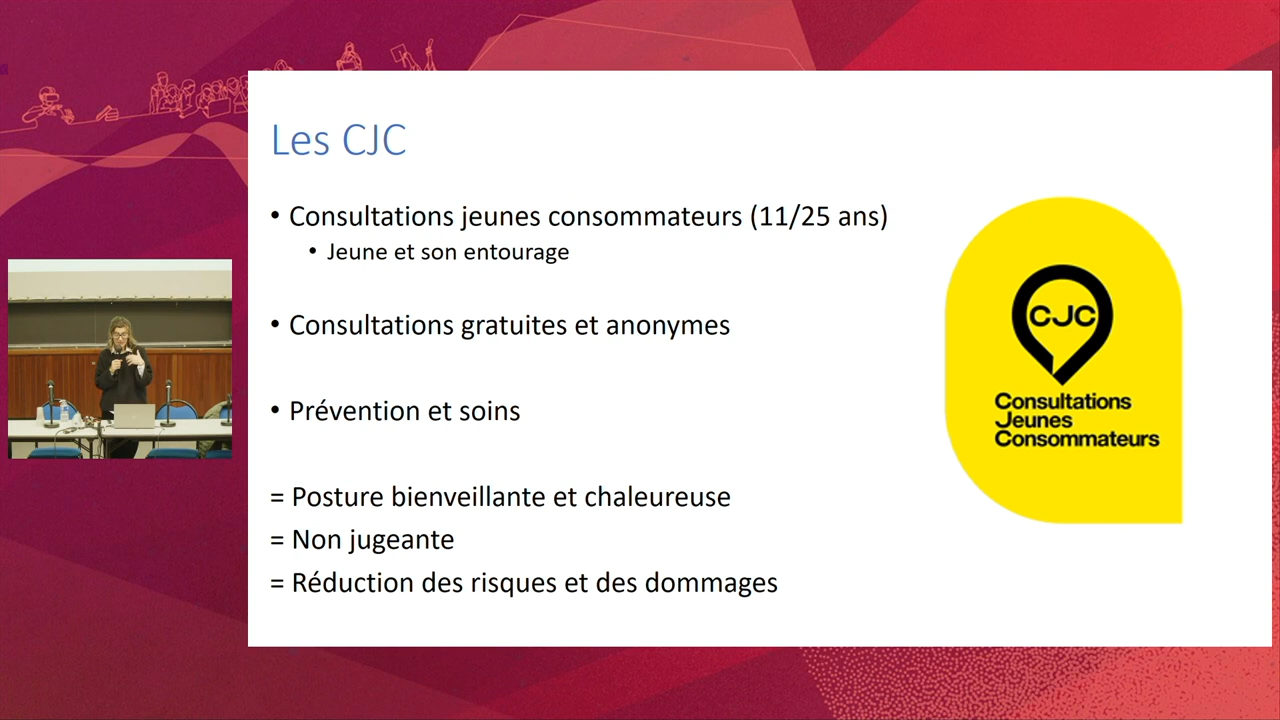 Les CJC
• Consultations jeunes consommateurs (11/25 ans)
• Jeune et son entourage
• Consultations gratuites et anonymes
• Prévention et soins
= Posture bienveillante et chaleureuse
= Non jugeante
= Réduction des risques et des dommages
CJC
Consultations
Jeunes
Consommateurs